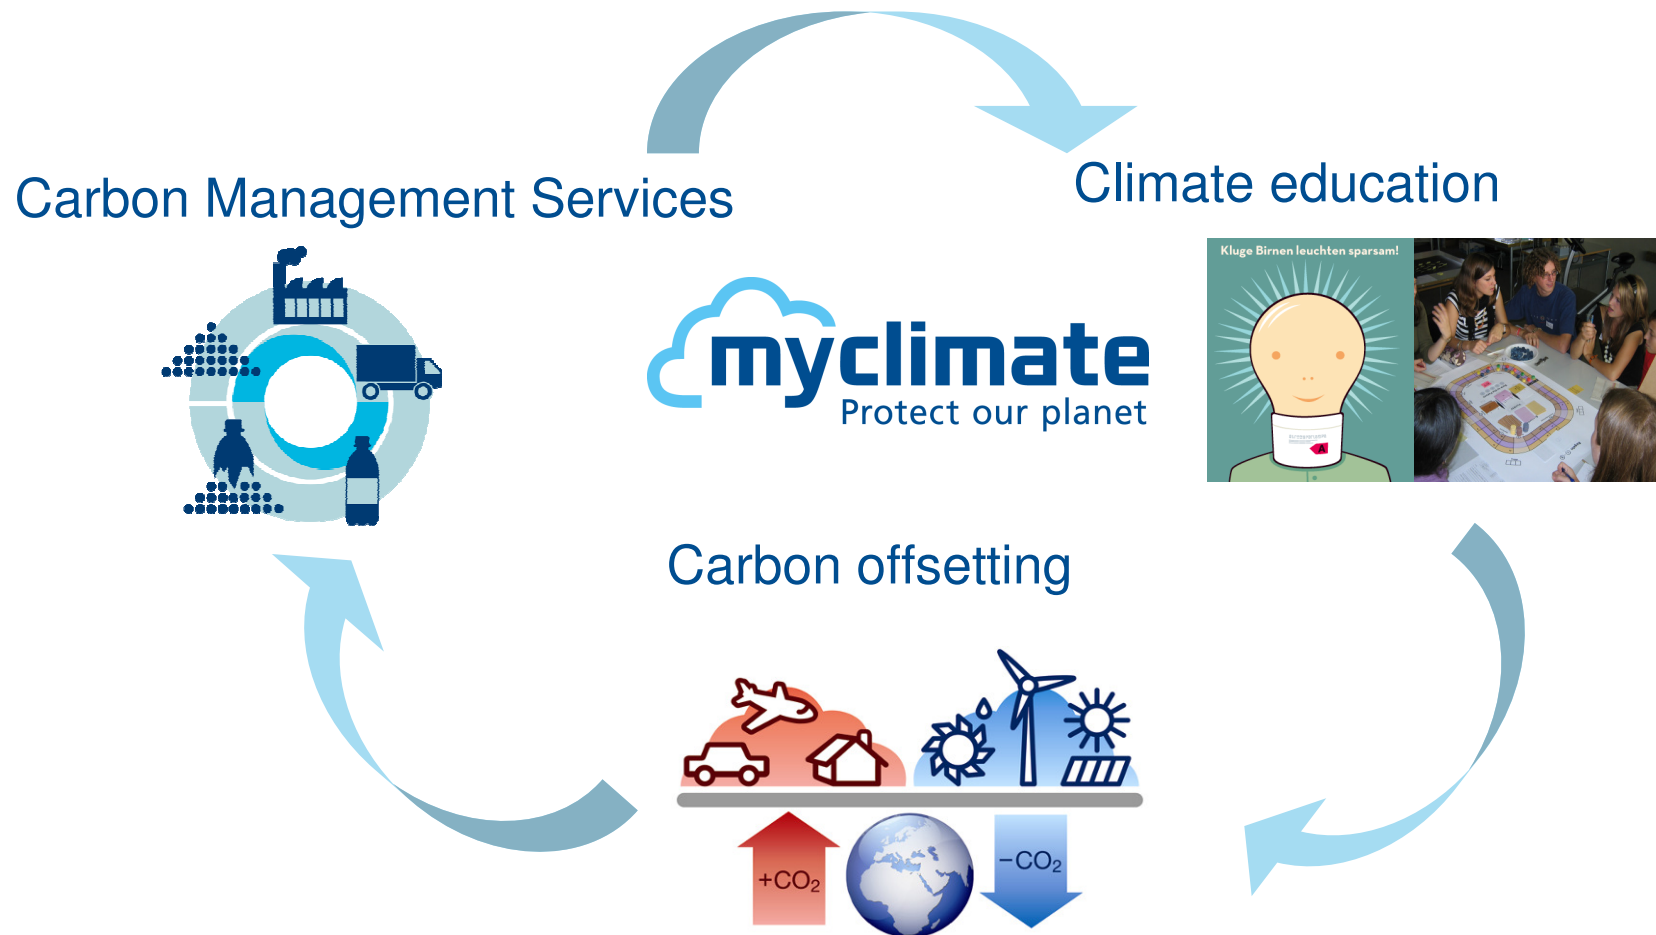 Carbon Management Services
Climate education
Kluge Birnen leuchten sparsam!
A
myclimate
Protect our planet
Carbon offsetting
+CO₂
−CO₂